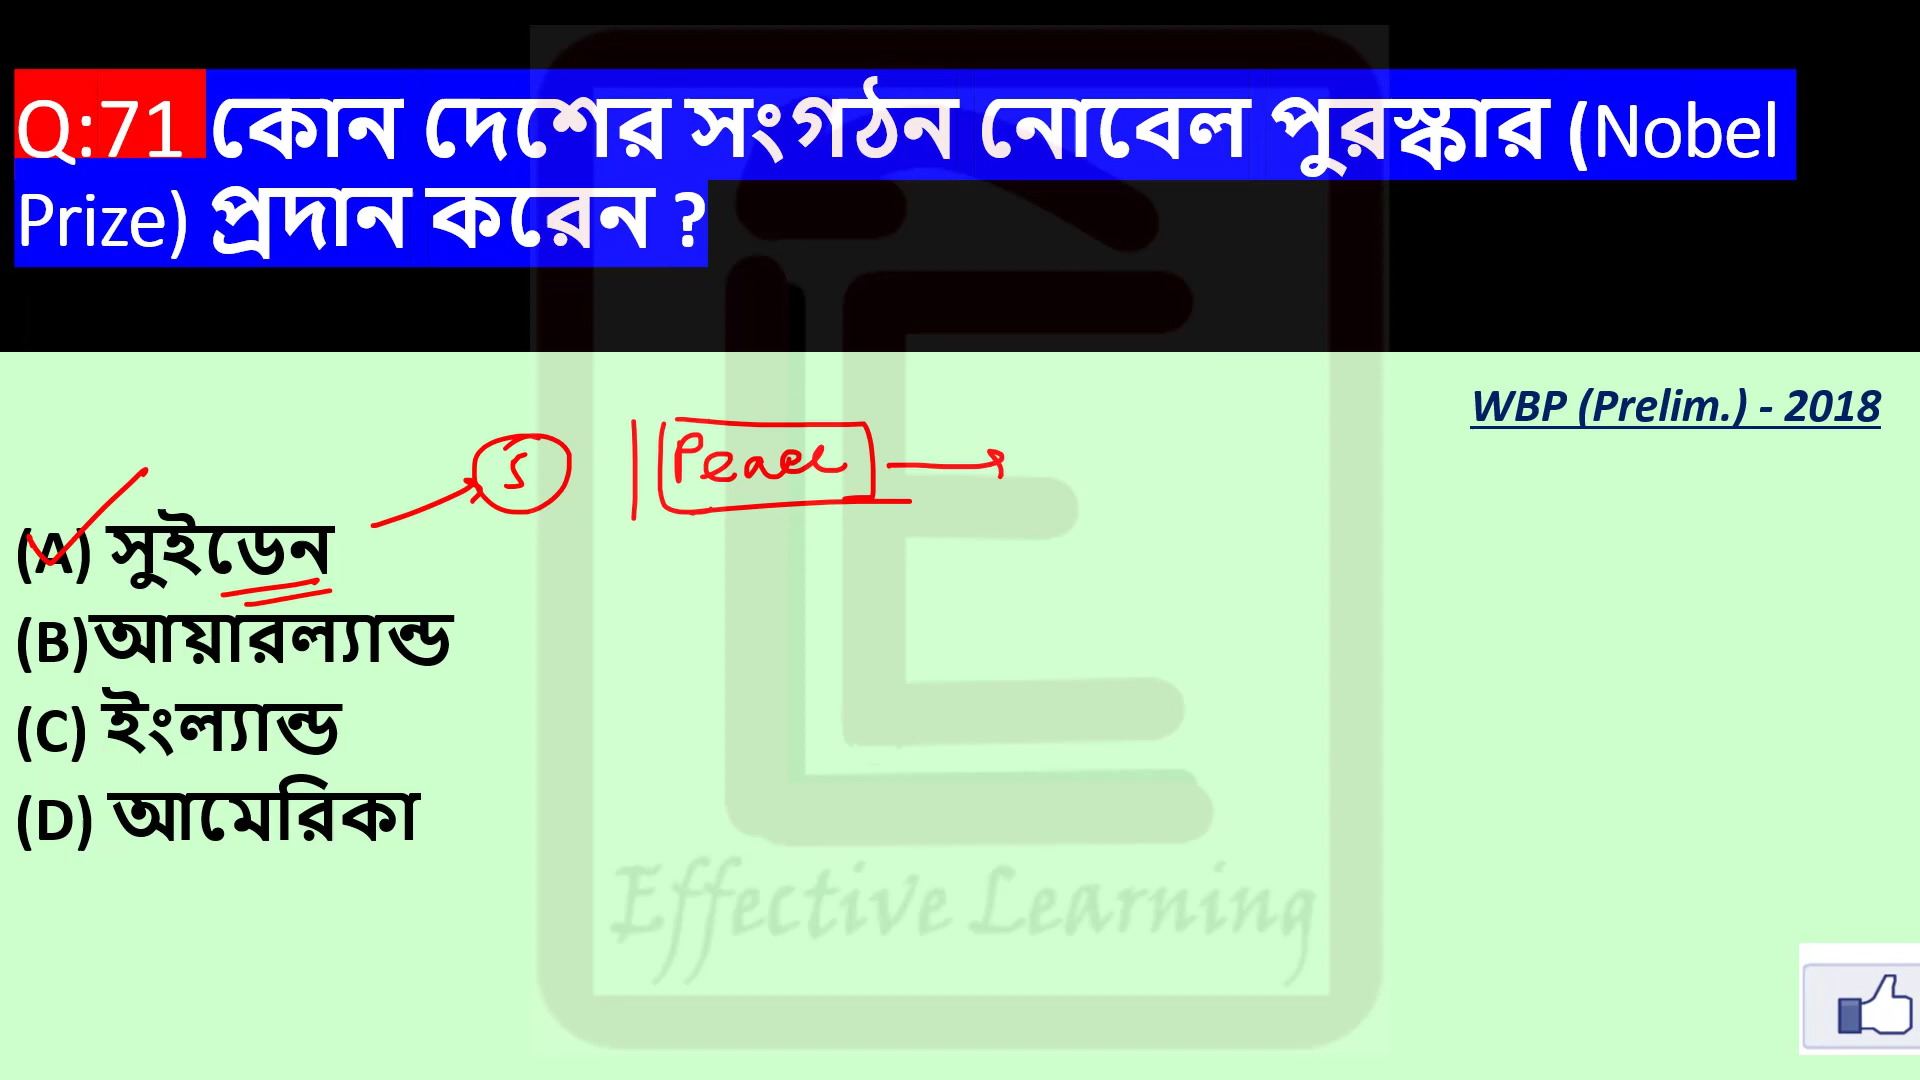 Q:71 কোন দেশের সংগঠন নোবেল পুরস্কার (Nobel
Prize) প্রদান করেন ?
WBP (Prelim.) - 2018
5 Peace
(A) সুইডেন
(B)আয়ারল্যান্ড
(C) ইংল্যান্ড
(D) আমেরিকা
Effective Learning